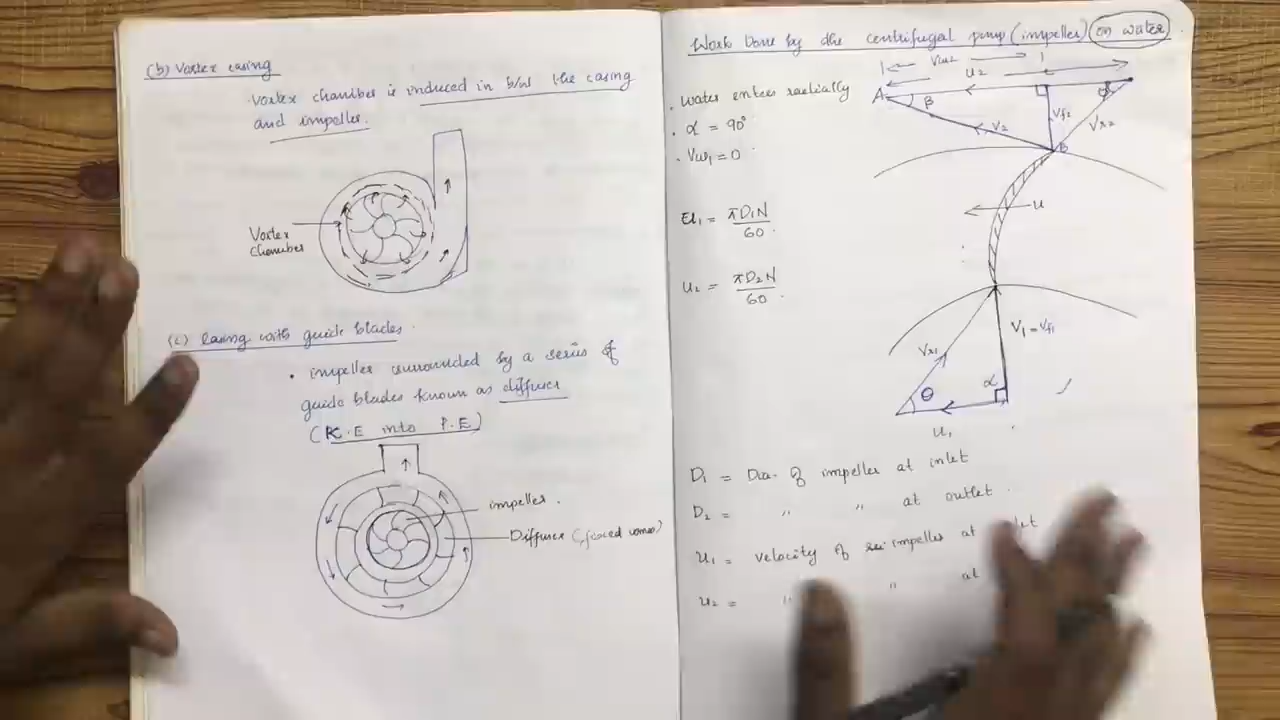 (b) Vortex casing
Vortex chamber is induced in b/w the casing
and impeller.
Vortex
chamber
(c) Casing with guide blades.
. impeller surrounded by a series of
guide blades known as diffuser
(K.E into P.E)
impeller.
Diffuser (fixed vanes)
Work Done by the centrifugal pump (impeller) on water.
. Water enters radially
. α = 90°
. Vw1 = 0
u1 = πD1N
60
u2 = πD2N
60
Vw2
u2
A
β
V2
Vf2
Vr2
B
u
Vr1
V1 = Vf1
α
θ
u1
D1 = Dia. of impeller at inlet
D2 = " " at outlet.
u1 = velocity of impeller at
u2 = " " at